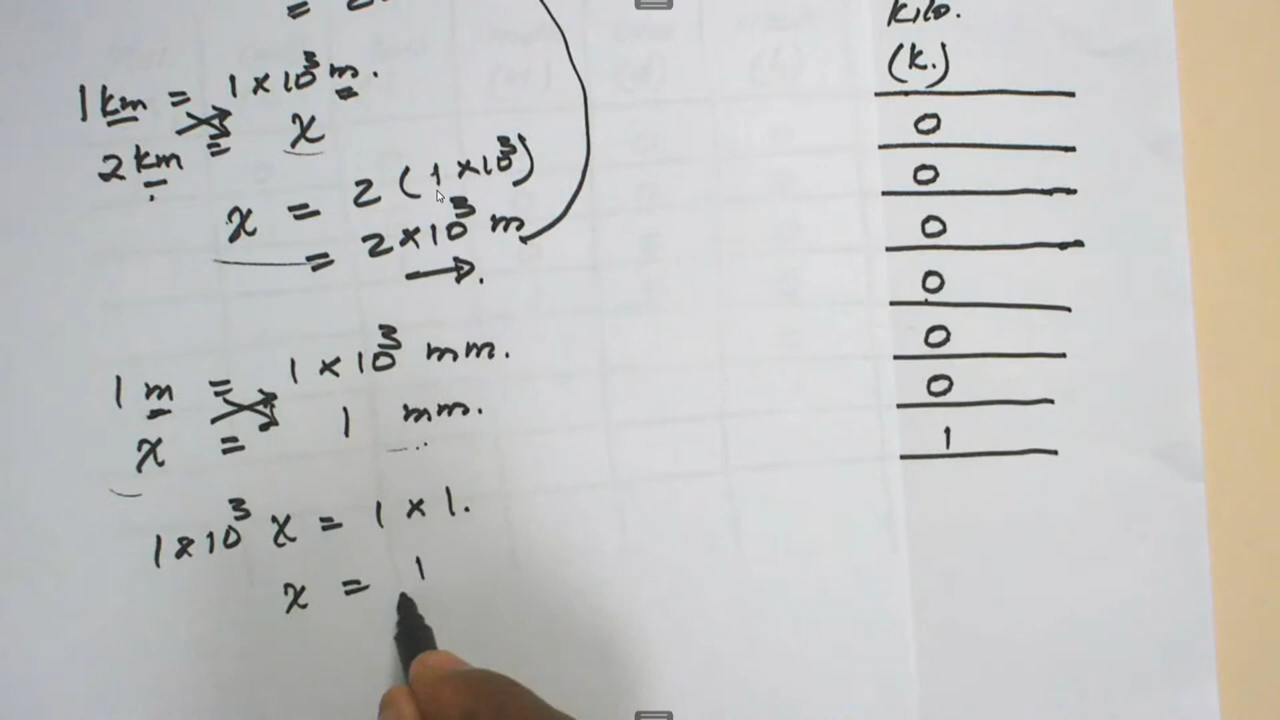 = 2
1 km = 1 × 10³ m.
2 km = x
x = 2 (1 × 10³)
= 2 × 10³ m
1 m = 1 × 10³ mm.
x = 1 mm.
1 × 10³ x = 1 × 1.
x = 1
kilo.
(k.)
0
0
0
0
0
0
1